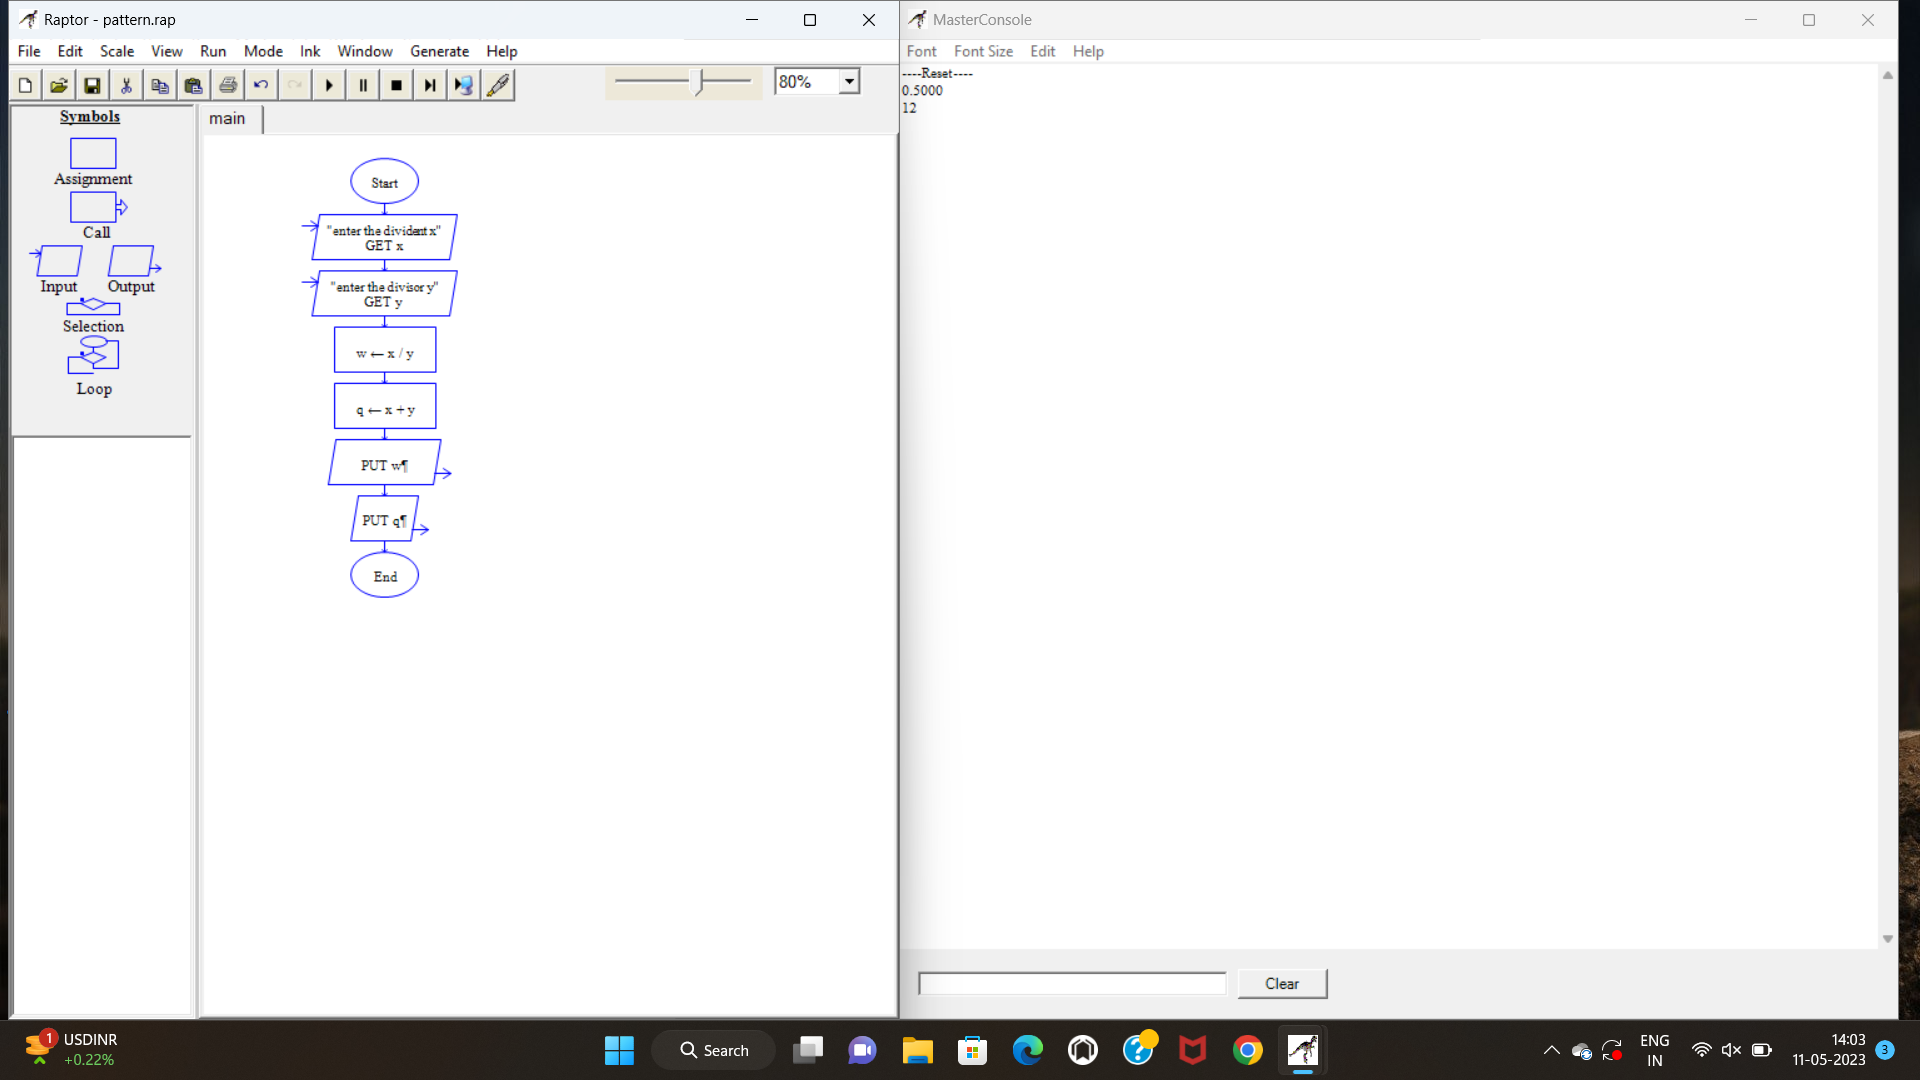 Raptor - pattern.rap
File Edit Scale View Run Mode Ink Window Generate Help
80%
Symbols
Assignment
Call
Input Output
Selection
Loop
main
Start
"enter the divident x"
GET x
"enter the divisor y"
GET y
w ← x / y
q ← x + y
PUT w¶
PUT q¶
End
MasterConsole
Font Font Size Edit Help
----Reset----
0.5000
12
Clear
1
USDINR
+0.22%
Search
ENG
IN
14:03
11-05-2023
3